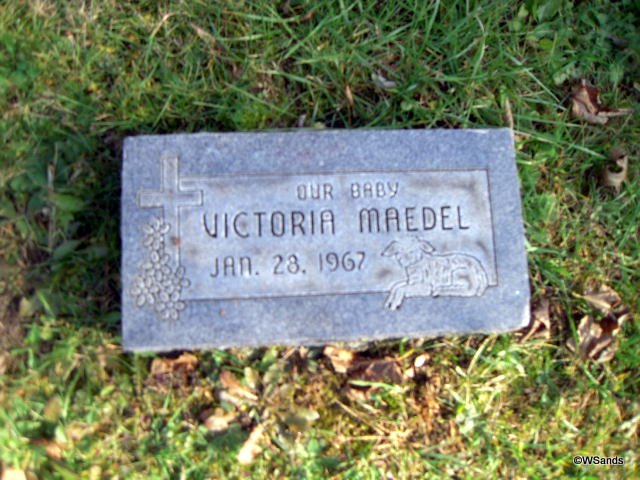 OUR BABY
VICTORIA MAEDEL
JAN. 28, 1967
©WSands